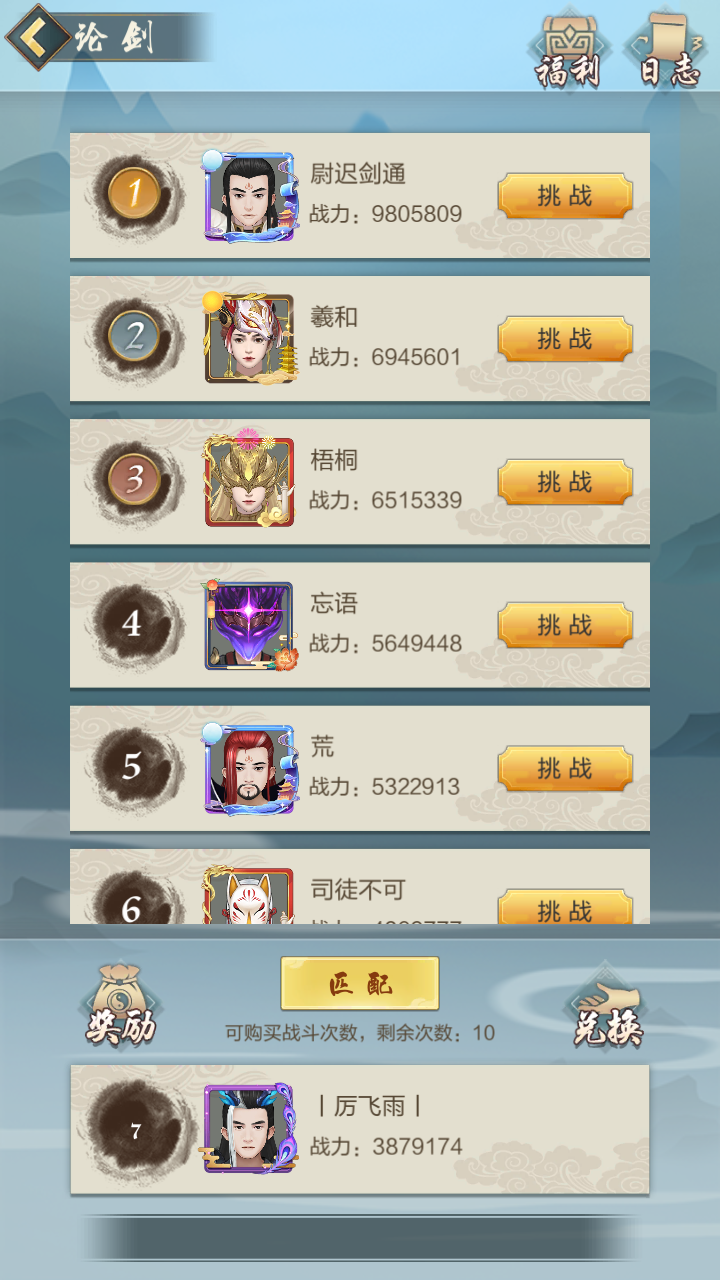 论剑
福利
日志
1
尉迟剑通
战力：9805809
挑战
2
羲和
战力：6945601
挑战
3
梧桐
战力：6515339
挑战
4
忘语
战力：5649448
挑战
5
荒
战力：5322913
挑战
6
司徒不可
挑战
奖励
匹配
兑换
可购买战斗次数，剩余次数：10
7
丨厉飞雨丨
战力：3879174